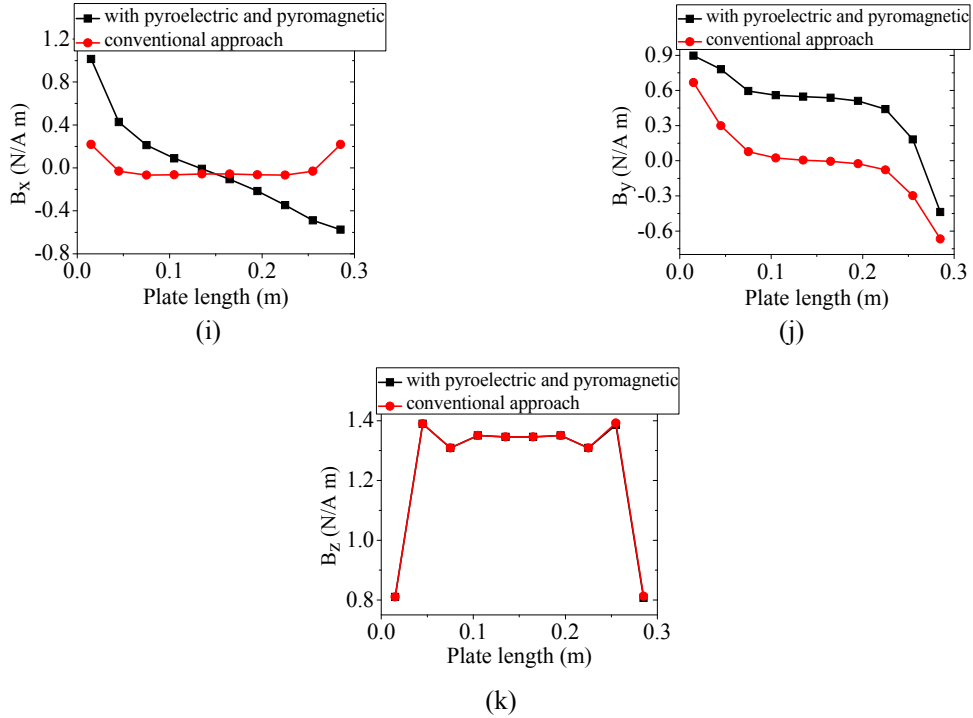 with pyroelectric and pyromagnetic
conventional approach
1.2
0.8
0.4
0.0
-0.4
-0.8
B_x (N/A m)
0.0 0.1 0.2 0.3
Plate length (m)
(i)
with pyroelectric and pyromagnetic
conventional approach
0.9
0.6
0.3
0.0
-0.3
-0.6
B_y (N/A m)
0.0 0.1 0.2 0.3
Plate length (m)
(j)
with pyroelectric and pyromagnetic
conventional approach
1.4
1.2
1.0
0.8
B_z (N/A m)
0.0 0.1 0.2 0.3
Plate length (m)
(k)